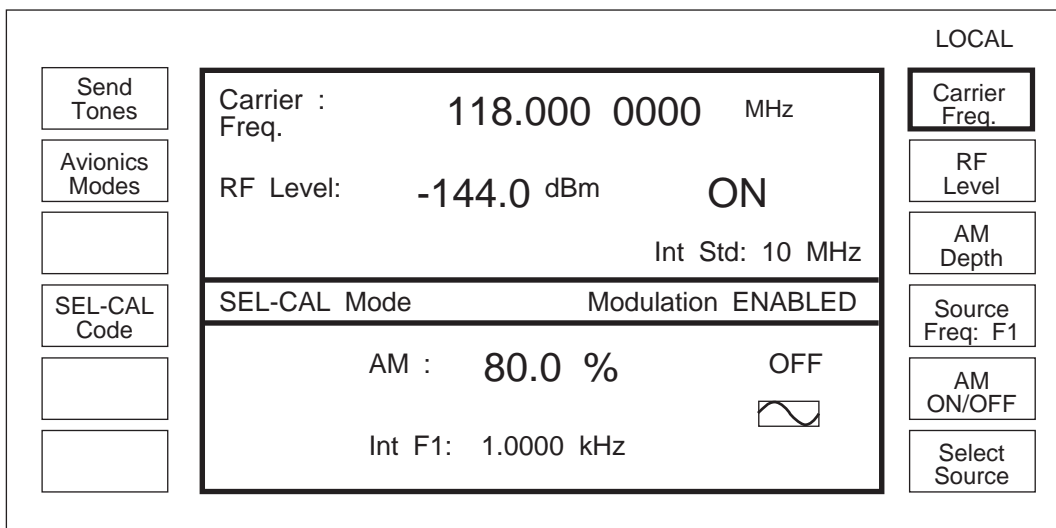 LOCAL
Send
Tones
Avionics
Modes
SEL-CAL
Code
Carrier :
Freq.
118.000 0000 MHz
RF Level: -144.0 dBm ON
Int Std: 10 MHz
SEL-CAL Mode Modulation ENABLED
AM : 80.0 % OFF
Int F1: 1.0000 kHz
Carrier
Freq.
RF
Level
AM
Depth
Source
Freq: F1
AM
ON/OFF
Select
Source